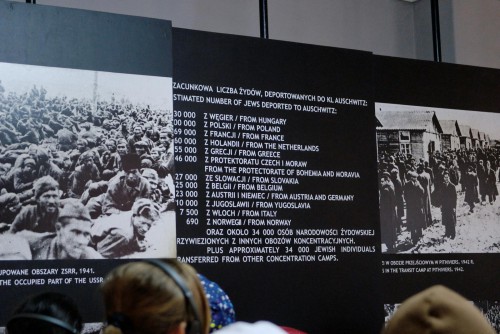 ZACUNKOWA LICZBA ŻYDÓW, DEPORTOWANYCH DO KL AUSCHWITZ:
STIMATED NUMBER OF JEWS DEPORTED TO AUSCHWITZ:
30 000 Z WĘGIER / FROM HUNGARY
00 000 Z POLSKI / FROM POLAND
69 000 Z FRANCJI / FROM FRANCE
60 000 Z HOLANDII / FROM THE NETHERLANDS
55 000 Z GRECJI / FROM GREECE
46 000 Z PROTEKTORATU CZECH I MORAW
FROM THE PROTECTORATE OF BOHEMIA AND MORAVIA
27 000 ZE SŁOWACJI / FROM SLOVAKIA
25 000 Z BELGII / FROM BELGIUM
23 000 Z AUSTRII I NIEMIEC / FROM AUSTRIA AND GERMANY
10 000 Z JUGOSŁAWII / FROM YUGOSLAVIA
7 500 Z WŁOCH / FROM ITALY
690 Z NORWEGII / FROM NORWAY
ORAZ OKOŁO 34 000 OSÓB NARODOWOŚCI ŻYDOWSKIEJ
PRZYWIEZIONYCH Z INNYCH OBOZÓW KONCENTRACYJNYCH.
PLUS APPROXIMATELY 34 000 JEWISH INDIVIDUALS
TRANSFERRED FROM OTHER CONCENTRATION CAMPS.
UPOWANE OBSZARY ZSRR, 1941.
THE OCCUPIED PART OF THE USSR
W OBOZIE PRZEJŚCIOWYM W PITHIVIERS. 1942.
IN THE TRANSIT CAMP AT PITHIVIERS. 1942.